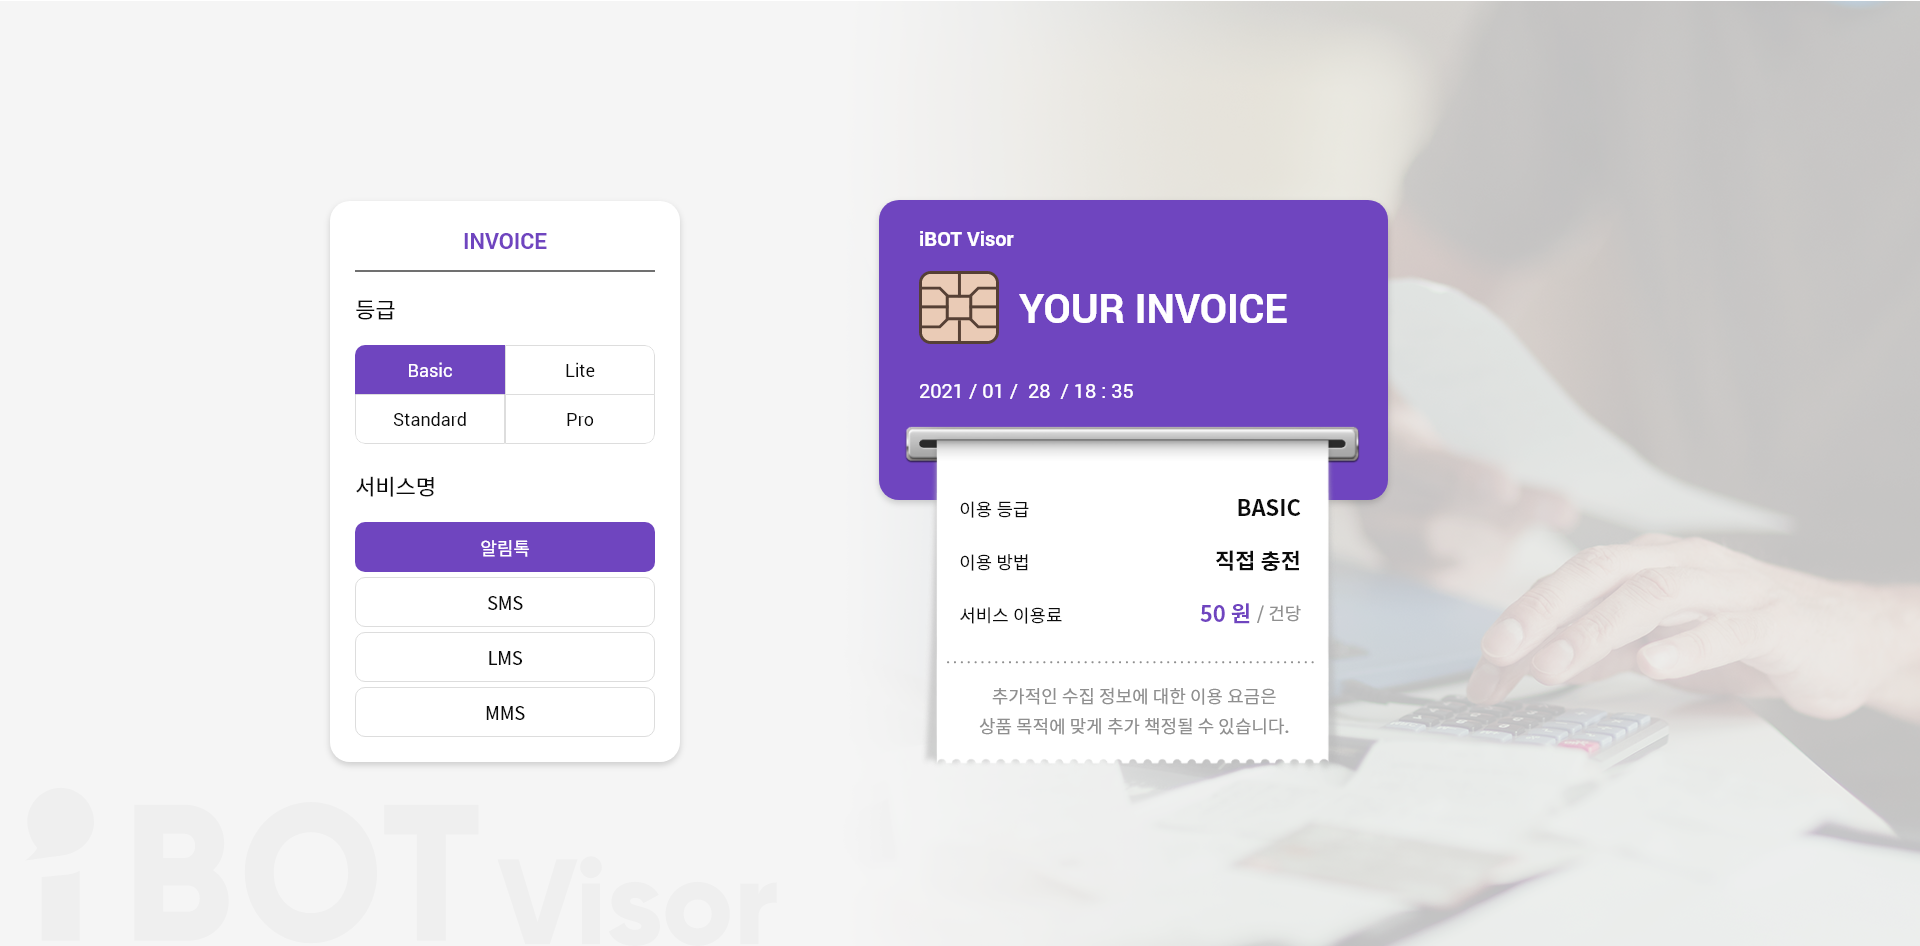 INVOICE
등급
Basic
Lite
Standard
Pro
서비스명
알림톡
SMS
LMS
MMS
iBOT Visor
YOUR INVOICE
2021 / 01 / 28 / 18 : 35
이용 등급 BASIC
이용 방법 직접 충전
서비스 이용료 50 원 / 건당
추가적인 수집 정보에 대한 이용 요금은
상품 목적에 맞게 추가 책정될 수 있습니다.
iBOT Visor